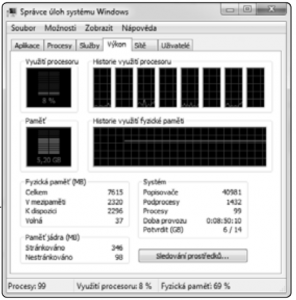 Správce úloh systému Windows
Soubor Možnosti Zobrazit Nápověda
Aplikace Procesy Služby Výkon Sítě Uživatelé
Využití procesoru
Historie využití procesoru
8 %
Paměť
Historie využití fyzické paměti
5,20 GB
Fyzická paměť (MB)
Celkem 7615
V mezipaměti 2320
K dispozici 2296
Volná 37
Paměť jádra (MB)
Stránkováno 346
Nestránkováno 98
Systém
Popisovače 40981
Podprocesy 1432
Procesy 99
Doba provozu 0:08:50:10
Potvrdit (GB) 6 / 14
Sledování prostředků...
Procesy: 99 Využití procesoru: 8 % Fyzická paměť: 69 %